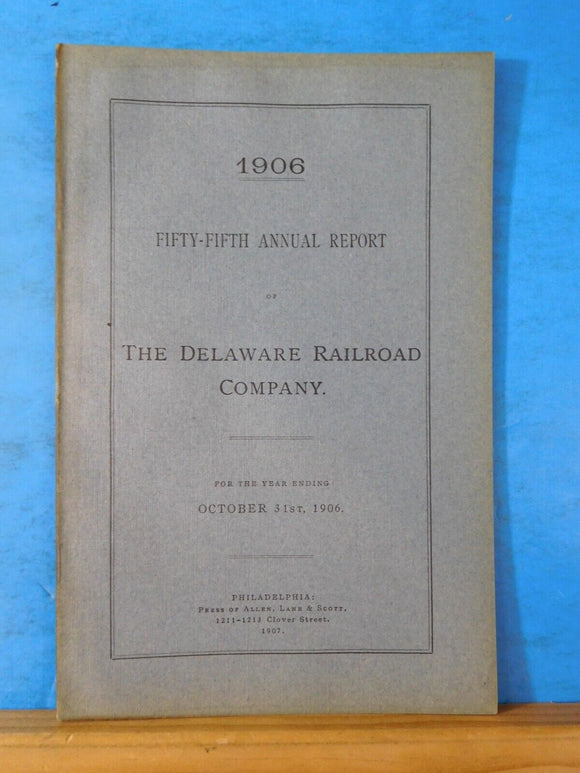 1906
FIFTY-FIFTH ANNUAL REPORT
OF
THE DELAWARE RAILROAD
COMPANY.
FOR THE YEAR ENDING
OCTOBER 31ST, 1906.
PHILADELPHIA:
PRESS OF ALLEN, LANE & SCOTT,
1211-1213 Clover Street.
1907.